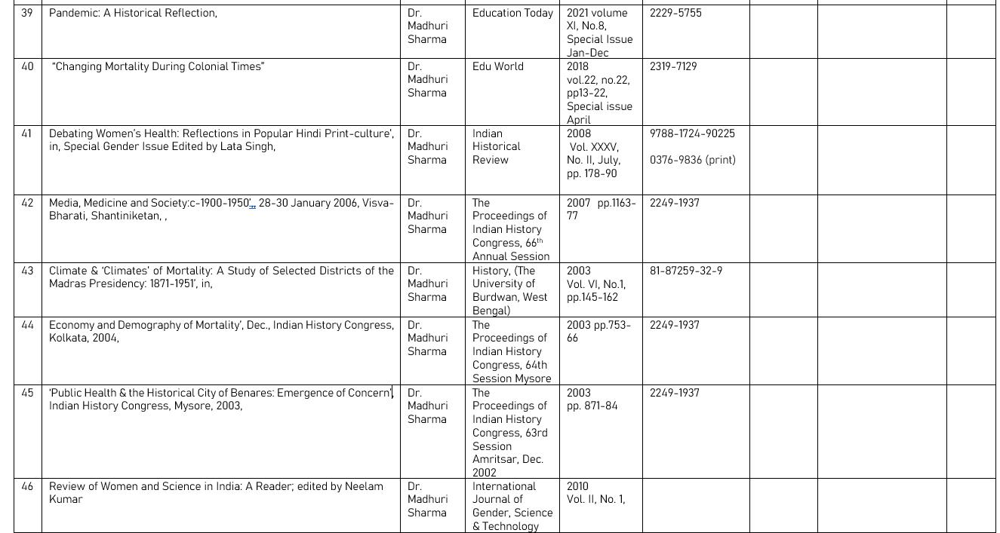 39
Pandemic: A Historical Reflection,
Dr.
Madhuri
Sharma
Education Today
2021 volume
XI, No.8,
Special Issue
Jan-Dec
2229-5755
40
“Changing Mortality During Colonial Times”
Dr.
Madhuri
Sharma
Edu World
2018
vol.22, no.22,
pp13-22,
Special issue
April
2319-7129
41
Debating Women’s Health: Reflections in Popular Hindi Print-culture’,
in, Special Gender Issue Edited by Lata Singh,
Dr.
Madhuri
Sharma
Indian
Historical
Review
2008
Vol. XXXV,
No. II, July,
pp. 178-90
9788-1724-90225
0376-9836 (print)
42
Media, Medicine and Society:c-1900-1950’,, 28-30 January 2006, Visva-
Bharati, Shantiniketan, ,
Dr.
Madhuri
Sharma
The
Proceedings of
Indian History
Congress, 66th
Annual Session
2007 pp.1163-
77
2249-1937
43
Climate & ‘Climates’ of Mortality: A Study of Selected Districts of the
Madras Presidency: 1871-1951’, in,
Dr.
Madhuri
Sharma
History, (The
University of
Burdwan, West
Bengal)
2003
Vol. VI, No.1,
pp.145-162
81-87259-32-9
44
Economy and Demography of Mortality’, Dec., Indian History Congress,
Kolkata, 2004,
Dr.
Madhuri
Sharma
The
Proceedings of
Indian History
Congress, 64th
Session Mysore
2003 pp.753-
66
2249-1937
45
‘Public Health & the Historical City of Benares: Emergence of Concern’,
Indian History Congress, Mysore, 2003,
Dr.
Madhuri
Sharma
The
Proceedings of
Indian History
Congress, 63rd
Session
Amritsar, Dec.
2002
2003
pp. 871-84
2249-1937
46
Review of Women and Science in India: A Reader; edited by Neelam
Kumar
Dr.
Madhuri
Sharma
International
Journal of
Gender, Science
& Technology
2010
Vol. II, No. 1,